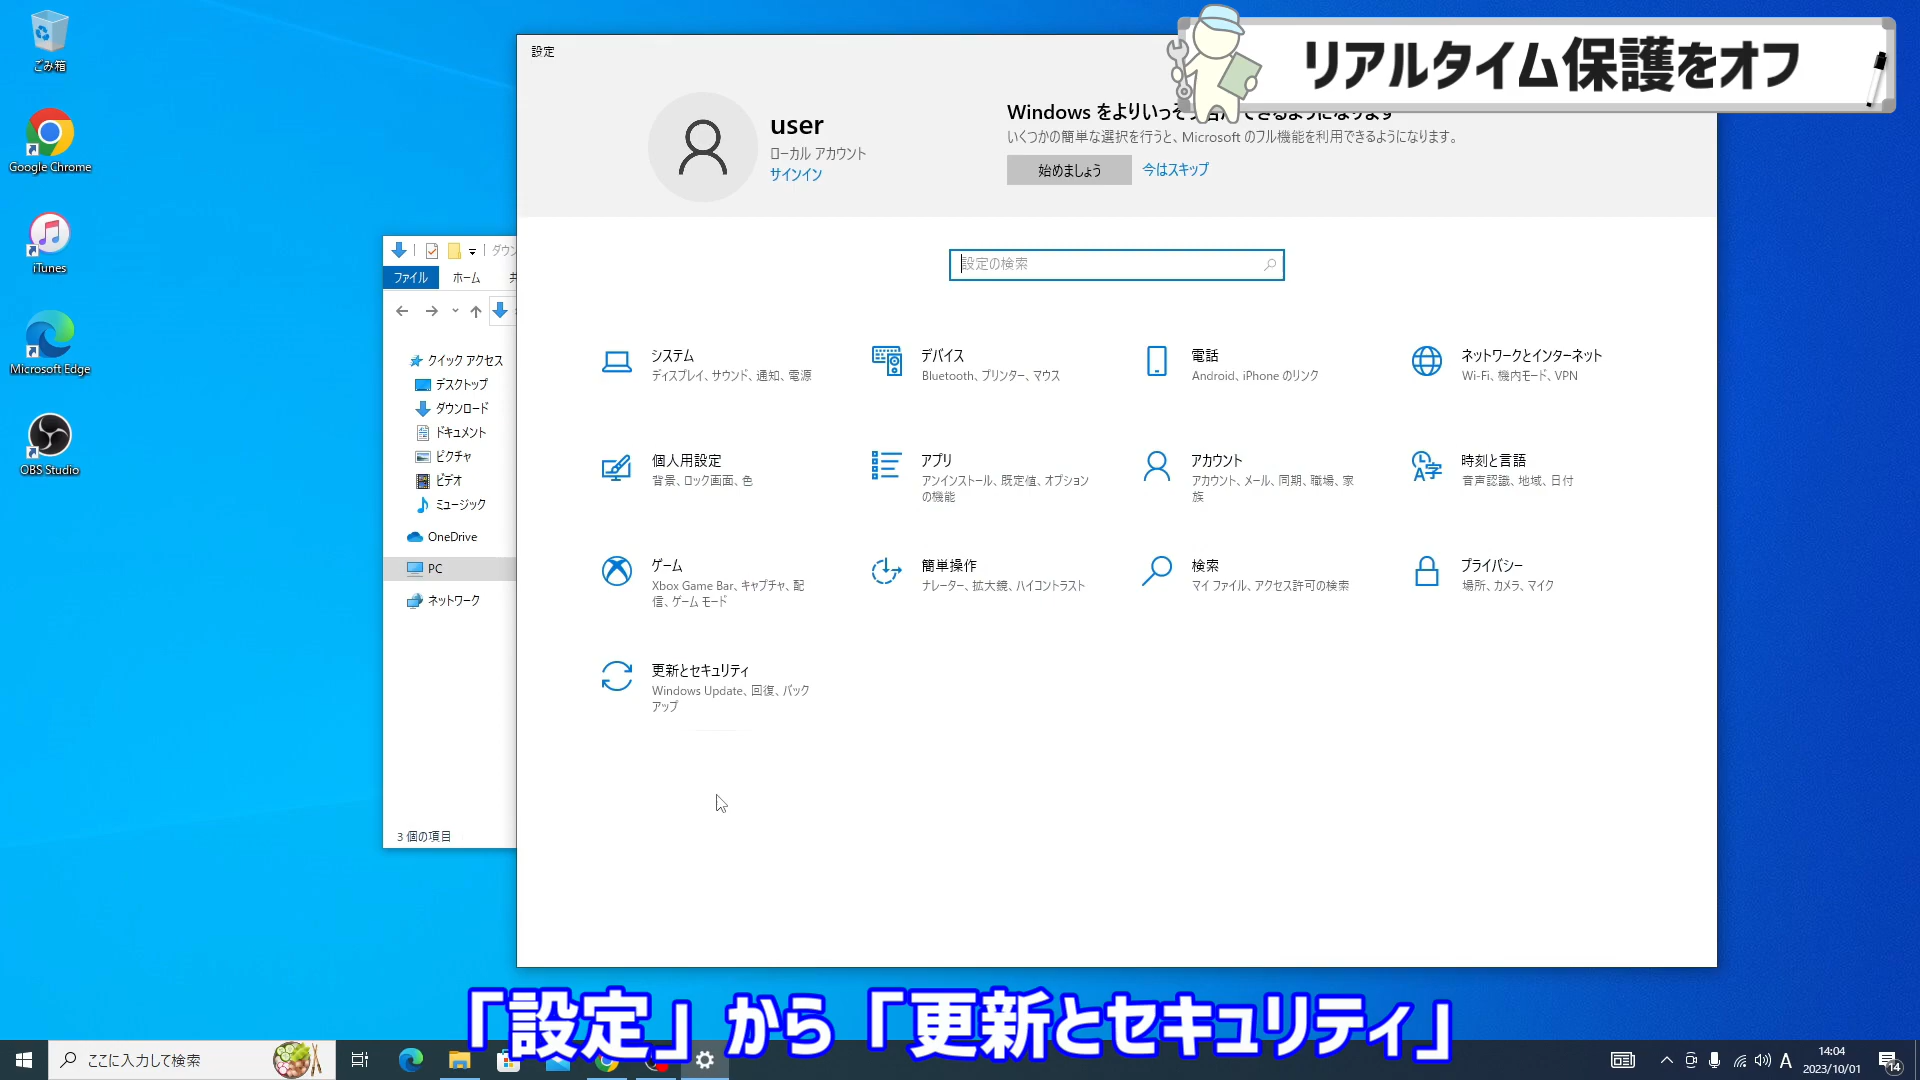 リアルタイム保護をオフ
ごみ箱
Google Chrome
iTunes
Microsoft Edge
OBS Studio
ファイル
ホーム
クイック アクセス
デスクトップ
ダウンロード
ドキュメント
ピクチャ
ビデオ
ミュージック
OneDrive
PC
ネットワーク
3 個の項目
設定
user
ローカル アカウント
サインイン
Windows をより
いくつかの簡単な選択を行うと、Microsoft のフル機能を利用できるようになります。
始めましょう
今はスキップ
設定の検索
システム
ディスプレイ、サウンド、通知、電源
デバイス
Bluetooth、プリンター、マウス
電話
Android、iPhone のリンク
ネットワークとインターネット
Wi-Fi、機内モード、VPN
個人用設定
背景、ロック画面、色
アプリ
アンインストール、既定値、オプション
の機能
アカウント
アカウント、メール、同期、職場、家
族
時刻と言語
音声認識、地域、日付
ゲーム
Xbox Game Bar、キャプチャ、配
信、ゲーム モード
簡単操作
ナレーター、拡大鏡、ハイコントラスト
検索
マイ ファイル、アクセス許可の検索
プライバシー
場所、カメラ、マイク
更新とセキュリティ
Windows Update、回復、バック
アップ
「設定」から「更新とセキュリティ」
ここに入力して検索
A
14:04
2023/10/01
14